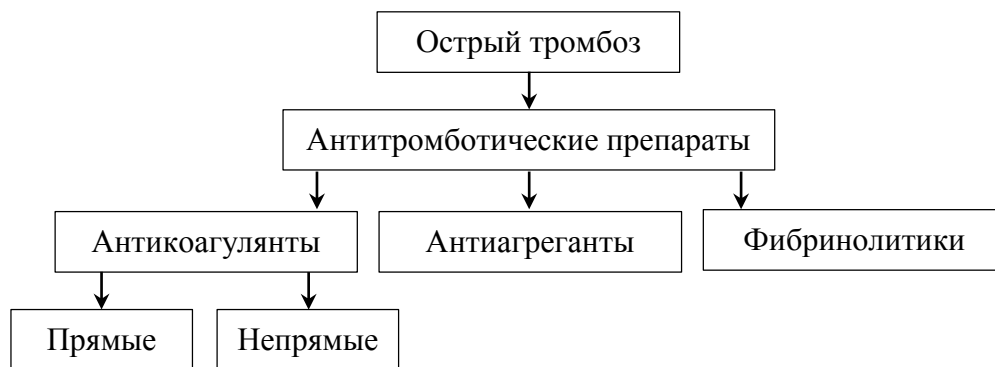 Острый тромбоз
Антитромботические препараты
Антикоагулянты
Антиагреганты
Фибринолитики
Прямые
Непрямые